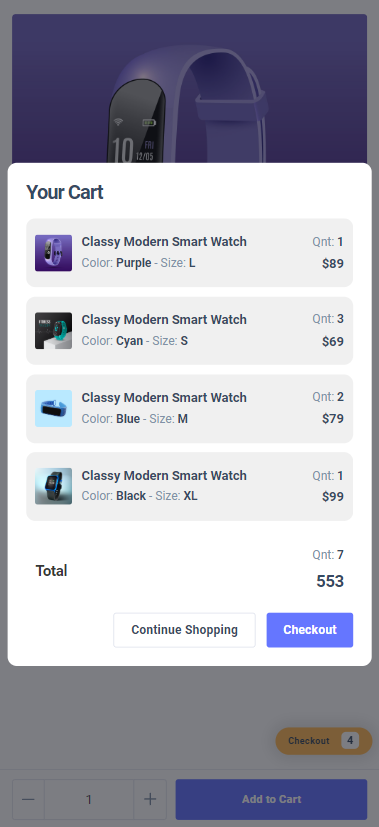 10 FRI
12/05
Your Cart
Classy Modern Smart Watch Qnt: 1
Color: Purple - Size: L $89
Classy Modern Smart Watch Qnt: 3
Color: Cyan - Size: S $69
Classy Modern Smart Watch Qnt: 2
Color: Blue - Size: M $79
Classy Modern Smart Watch Qnt: 1
Color: Black - Size: XL $99
Qnt: 7
Total 553
Continue Shopping Checkout
Checkout 4
1 Add to Cart